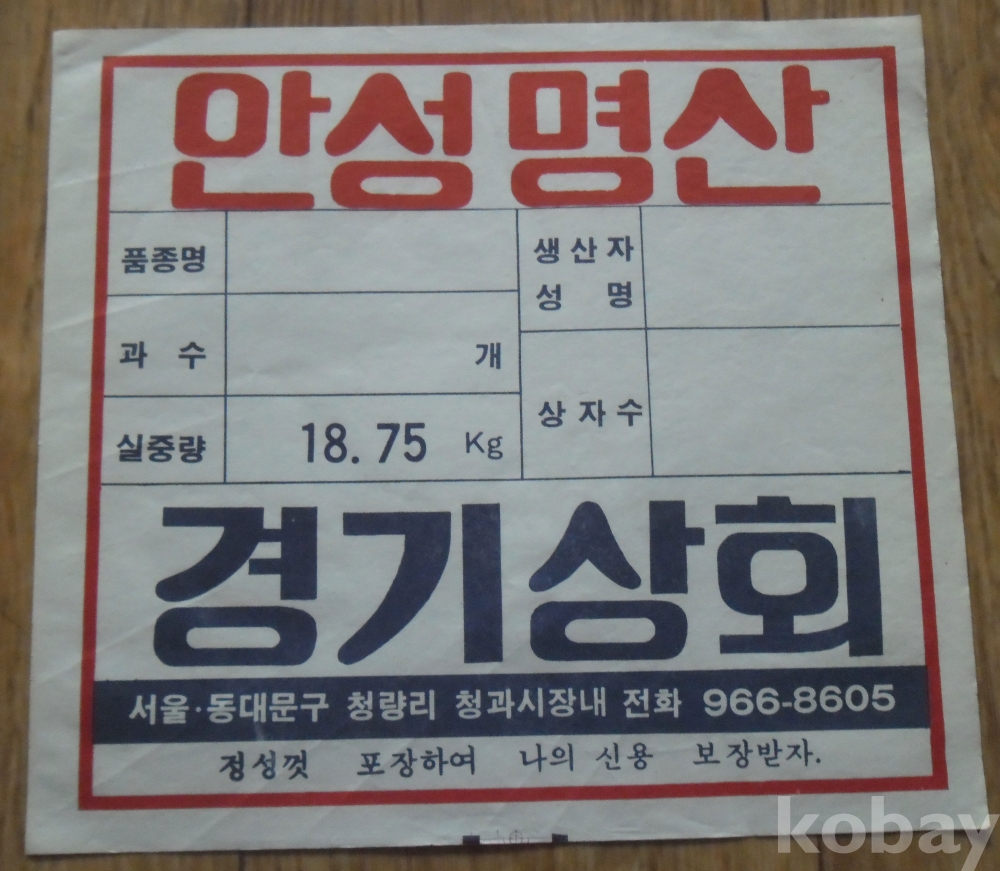 안성명산
품종명
생산자
성 명
과 수 개
상자수
실중량 18.75 Kg
경기상회
서울·동대문구 청량리 청과시장내 전화 966-8605
정성껏 포장하여 나의 신용 보장받자.
kobay